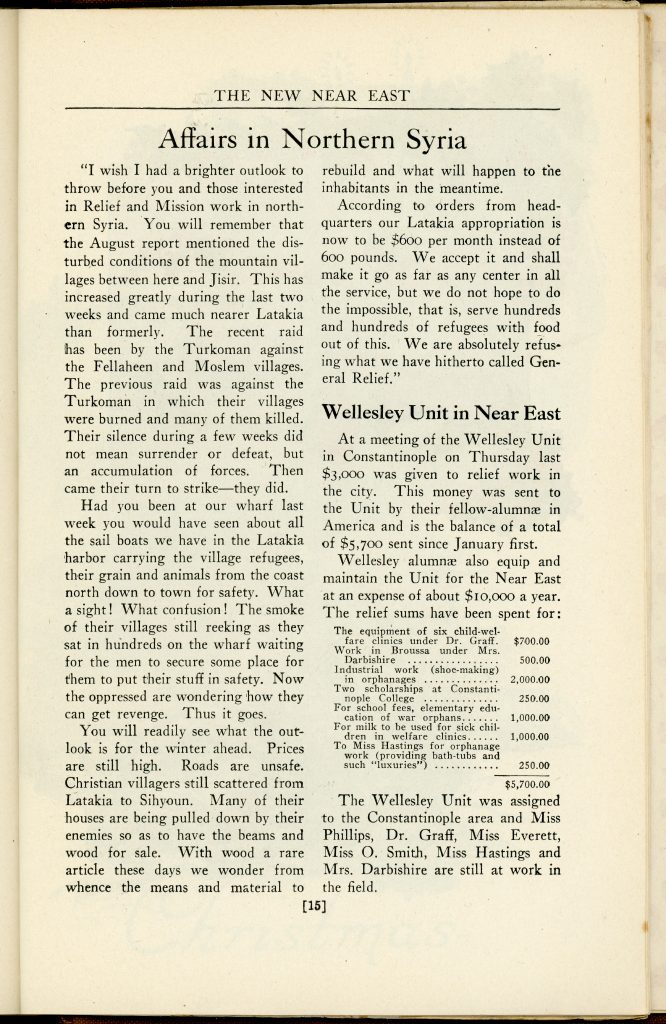 THE NEW NEAR EAST
Affairs in Northern Syria
"I wish I had a brighter outlook to
throw before you and those interested
in Relief and Mission work in north-
ern Syria. You will remember that
the August report mentioned the dis-
turbed conditions of the mountain vil-
lages between here and Jisir. This has
increased greatly during the last two
weeks and came much nearer Latakia
than formerly. The recent raid
has been by the Turkoman against
the Fellaheen and Moslem villages.
The previous raid was against the
Turkoman in which their villages
were burned and many of them killed.
Their silence during a few weeks did
not mean surrender or defeat, but
an accumulation of forces. Then
came their turn to strike—they did.
Had you been at our wharf last
week you would have seen about all
the sail boats we have in the Latakia
harbor carrying the village refugees,
their grain and animals from the coast
north down to town for safety. What
a sight! What confusion! The smoke
of their villages still reeking as they
sat in hundreds on the wharf waiting
for the men to secure some place for
them to put their stuff in safety. Now
the oppressed are wondering how they
can get revenge. Thus it goes.
You will readily see what the out-
look is for the winter ahead. Prices
are still high. Roads are unsafe.
Christian villagers still scattered from
Latakia to Sihyoun. Many of their
houses are being pulled down by their
enemies so as to have the beams and
wood for sale. With wood a rare
article these days we wonder from
whence the means and material to
rebuild and what will happen to the
inhabitants in the meantime.
According to orders from head-
quarters our Latakia appropriation is
now to be $600 per month instead of
600 pounds. We accept it and shall
make it go as far as any center in all
the service, but we do not hope to do
the impossible, that is, serve hundreds
and hundreds of refugees with food
out of this. We are absolutely refus-
ing what we have hitherto called Gen-
eral Relief."
Wellesley Unit in Near East
At a meeting of the Wellesley Unit
in Constantinople on Thursday last
$3,000 was given to relief work in
the city. This money was sent to
the Unit by their fellow-alumnæ in
America and is the balance of a total
of $5,700 sent since January first.
Wellesley alumnæ also equip and
maintain the Unit for the Near East
at an expense of about $10,000 a year.
The relief sums have been spent for:
The equipment of six child-wel-
fare clinics under Dr. Graff. $700.00
Work in Broussa under Mrs.
Darbishire ................ 500.00
Industrial work (shoe-making)
in orphanages ............. 2,000.00
Two scholarships at Constanti-
nople College ............. 250.00
For school fees, elementary edu-
cation of war orphans....... 1,000.00
For milk to be used for sick chil-
dren in welfare clinics...... 1,000.00
To Miss Hastings for orphanage
work (providing bath-tubs and
such "luxuries") ............ 250.00
$5,700.00
The Wellesley Unit was assigned
to the Constantinople area and Miss
Phillips, Dr. Graff, Miss Everett,
Miss O. Smith, Miss Hastings and
Mrs. Darbishire are still at work in
the field.
[15]